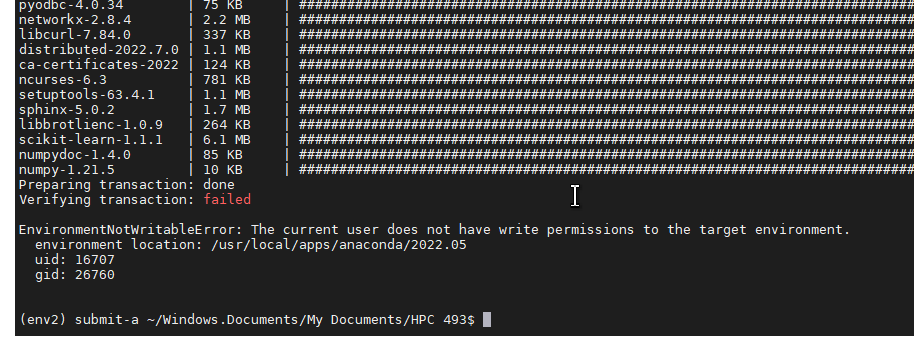 pyodbc-4.0.34 | 75 KB | ##############################################################################
networkx-2.8.4 | 2.2 MB | ##############################################################################
libcurl-7.84.0 | 337 KB | ##############################################################################
distributed-2022.7.0 | 1.1 MB | ##############################################################################
ca-certificates-2022 | 124 KB | ##############################################################################
ncurses-6.3 | 781 KB | ##############################################################################
setuptools-63.4.1 | 1.1 MB | ##############################################################################
sphinx-5.0.2 | 1.7 MB | ##############################################################################
libbrotlienc-1.0.9 | 264 KB | ##############################################################################
scikit-learn-1.1.1 | 6.1 MB | ##############################################################################
numpydoc-1.4.0 | 85 KB | ##############################################################################
numpy-1.21.5 | 10 KB | ##############################################################################
Preparing transaction: done
Verifying transaction: failed
EnvironmentNotWritableError: The current user does not have write permissions to the target environment.
environment location: /usr/local/apps/anaconda/2022.05
uid: 16707
gid: 26760
(env2) submit-a ~/Windows.Documents/My Documents/HPC 493$